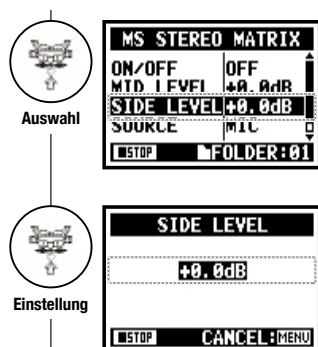 MS STEREO MATRIX
ON/OFF OFF
MID LEVEL +0.0dB
SIDE LEVEL +0.0dB
SOURCE MIC
STOP FOLDER:01
Auswahl
SIDE LEVEL
+0.0dB
STOP CANCEL:MENU
Einstellung